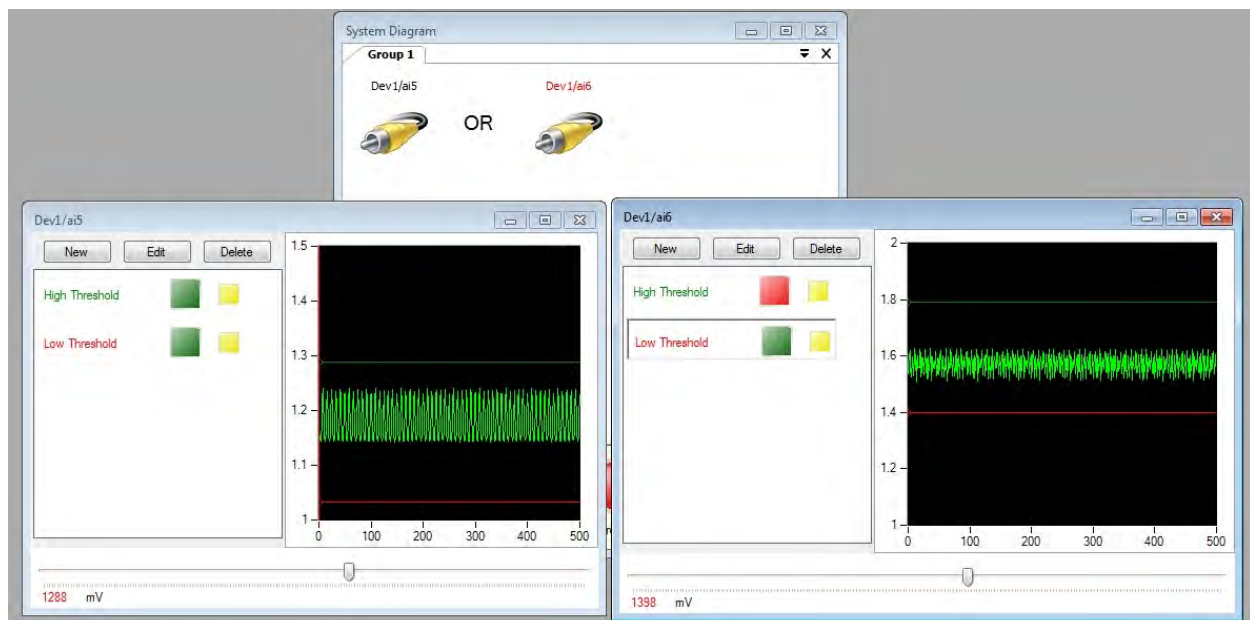 System Diagram
Group 1
Dev1/ai5
Dev1/ai6
OR
Dev1/ai5
New Edit Delete
High Threshold
Low Threshold
1.5
1.4
1.3
1.2
1.1
1
0 100 200 300 400 500
1288 mV
Dev1/ai6
New Edit Delete
High Threshold
Low Threshold
2
1.8
1.6
1.4
1.2
1
0 100 200 300 400 500
1398 mV